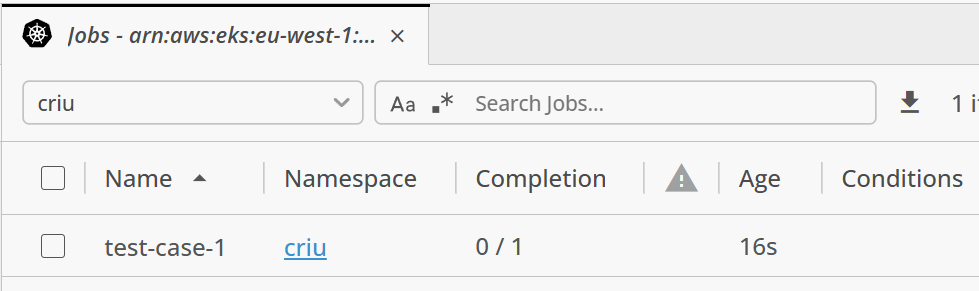 Jobs - arn:aws:eks:eu-west-1:...
criu Aa .* Search Jobs... 1
Name Namespace Completion Age Conditions
test-case-1 criu 0 / 1 16s